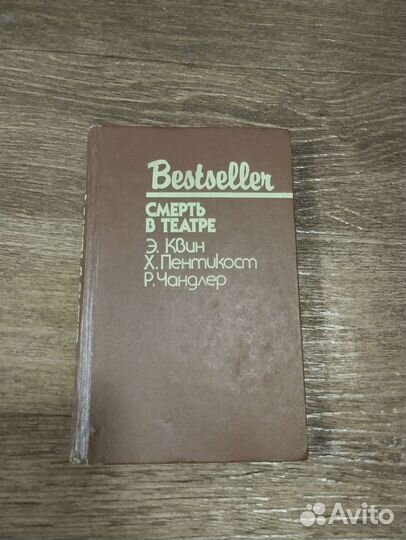 Bestseller
СМЕРТЬ
В ТЕАТРЕ
Э. Квин
Х. Пентикост
Р. Чандлер
Avito